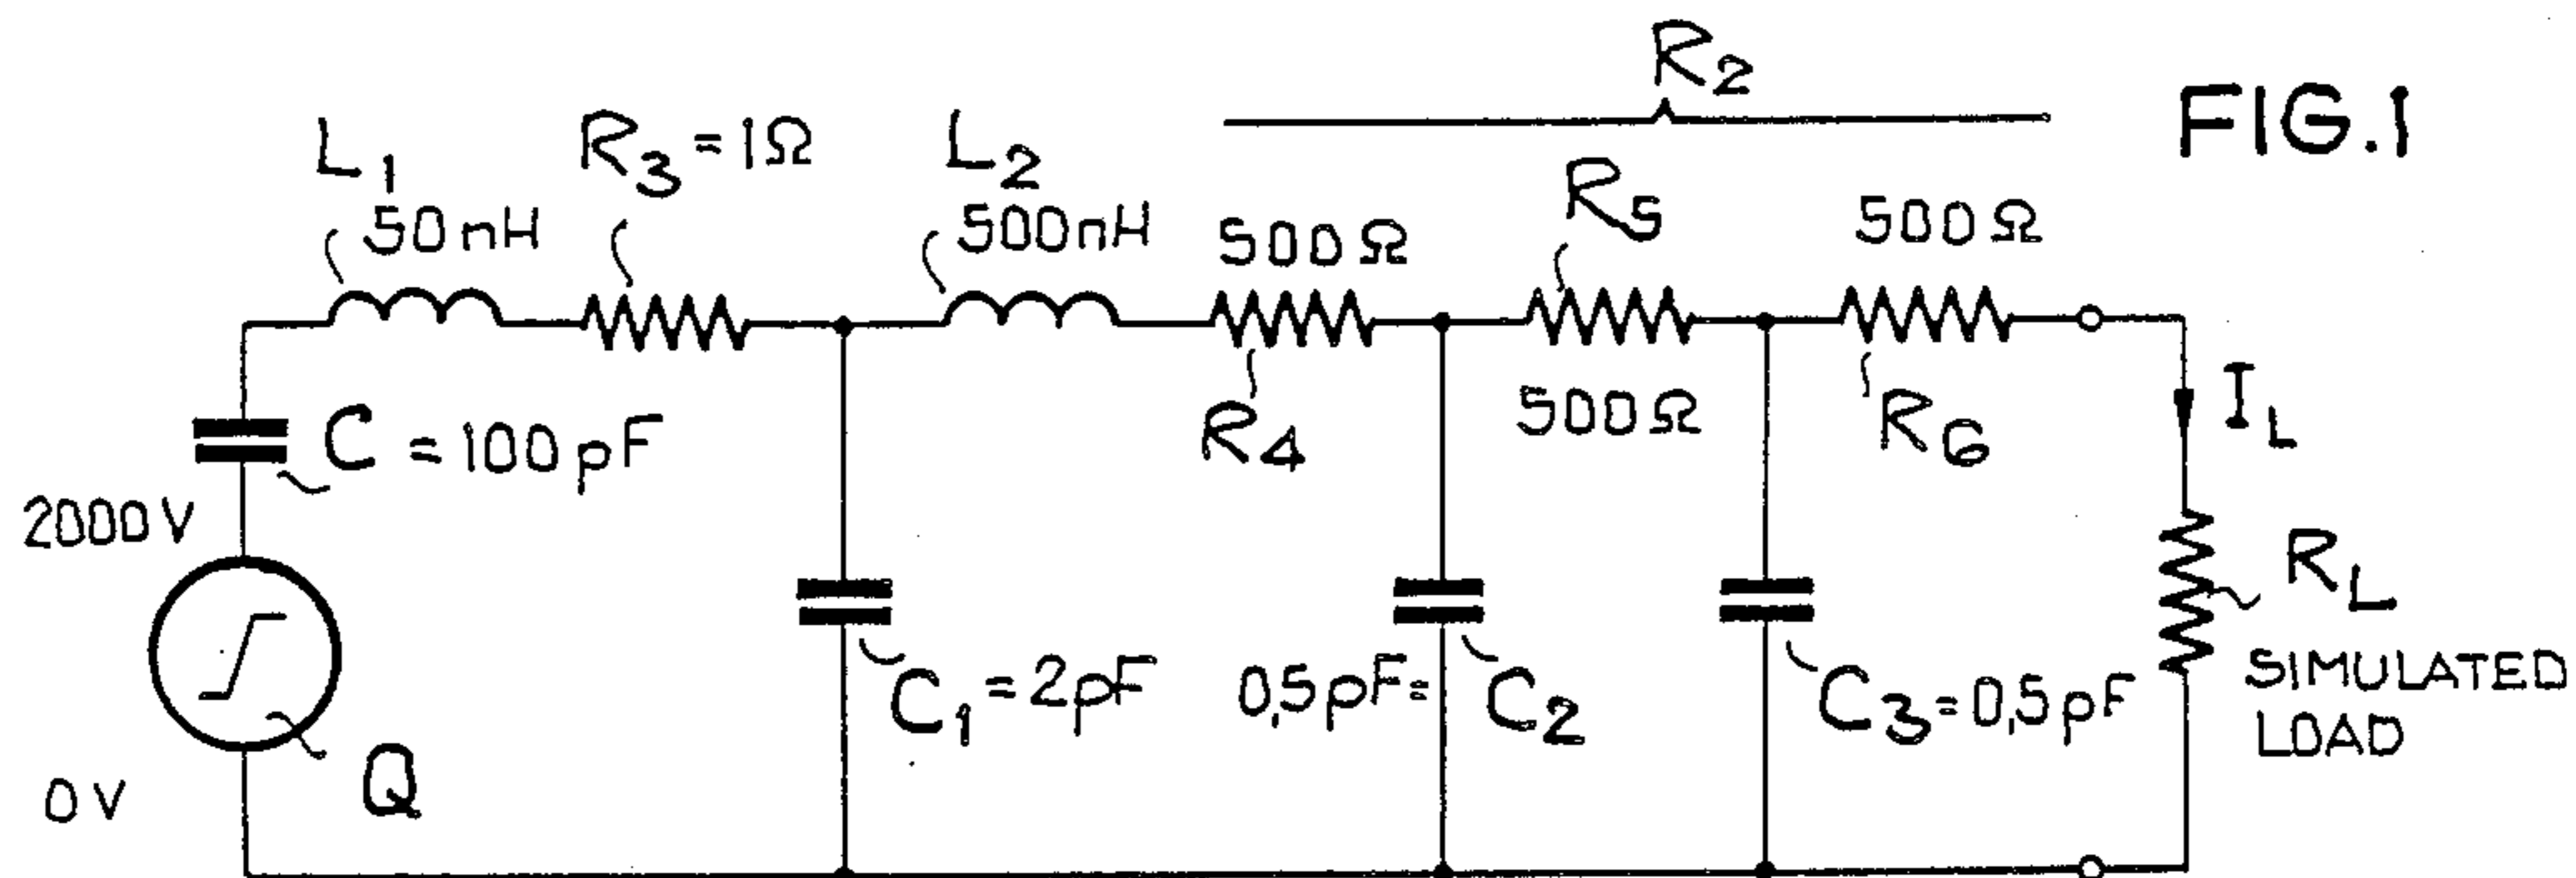 FIG.1
R2
L1
50nH
R3 = 1Ω
L2
500nH
500Ω
R5
500Ω
R4
500Ω
R6
IL
C = 100pF
2000V
Q
0V
C1 = 2pF
0,5pF = C2
C3 = 0,5pF
RL
SIMULATED
LOAD